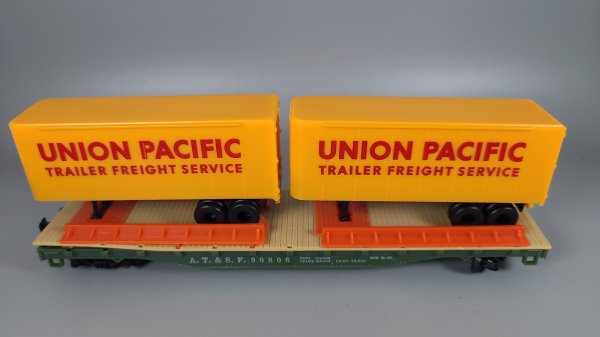 UNION PACIFIC
TRAILER FREIGHT SERVICE
UNION PACIFIC
TRAILER FREIGHT SERVICE
A.T. & S.F. 90806